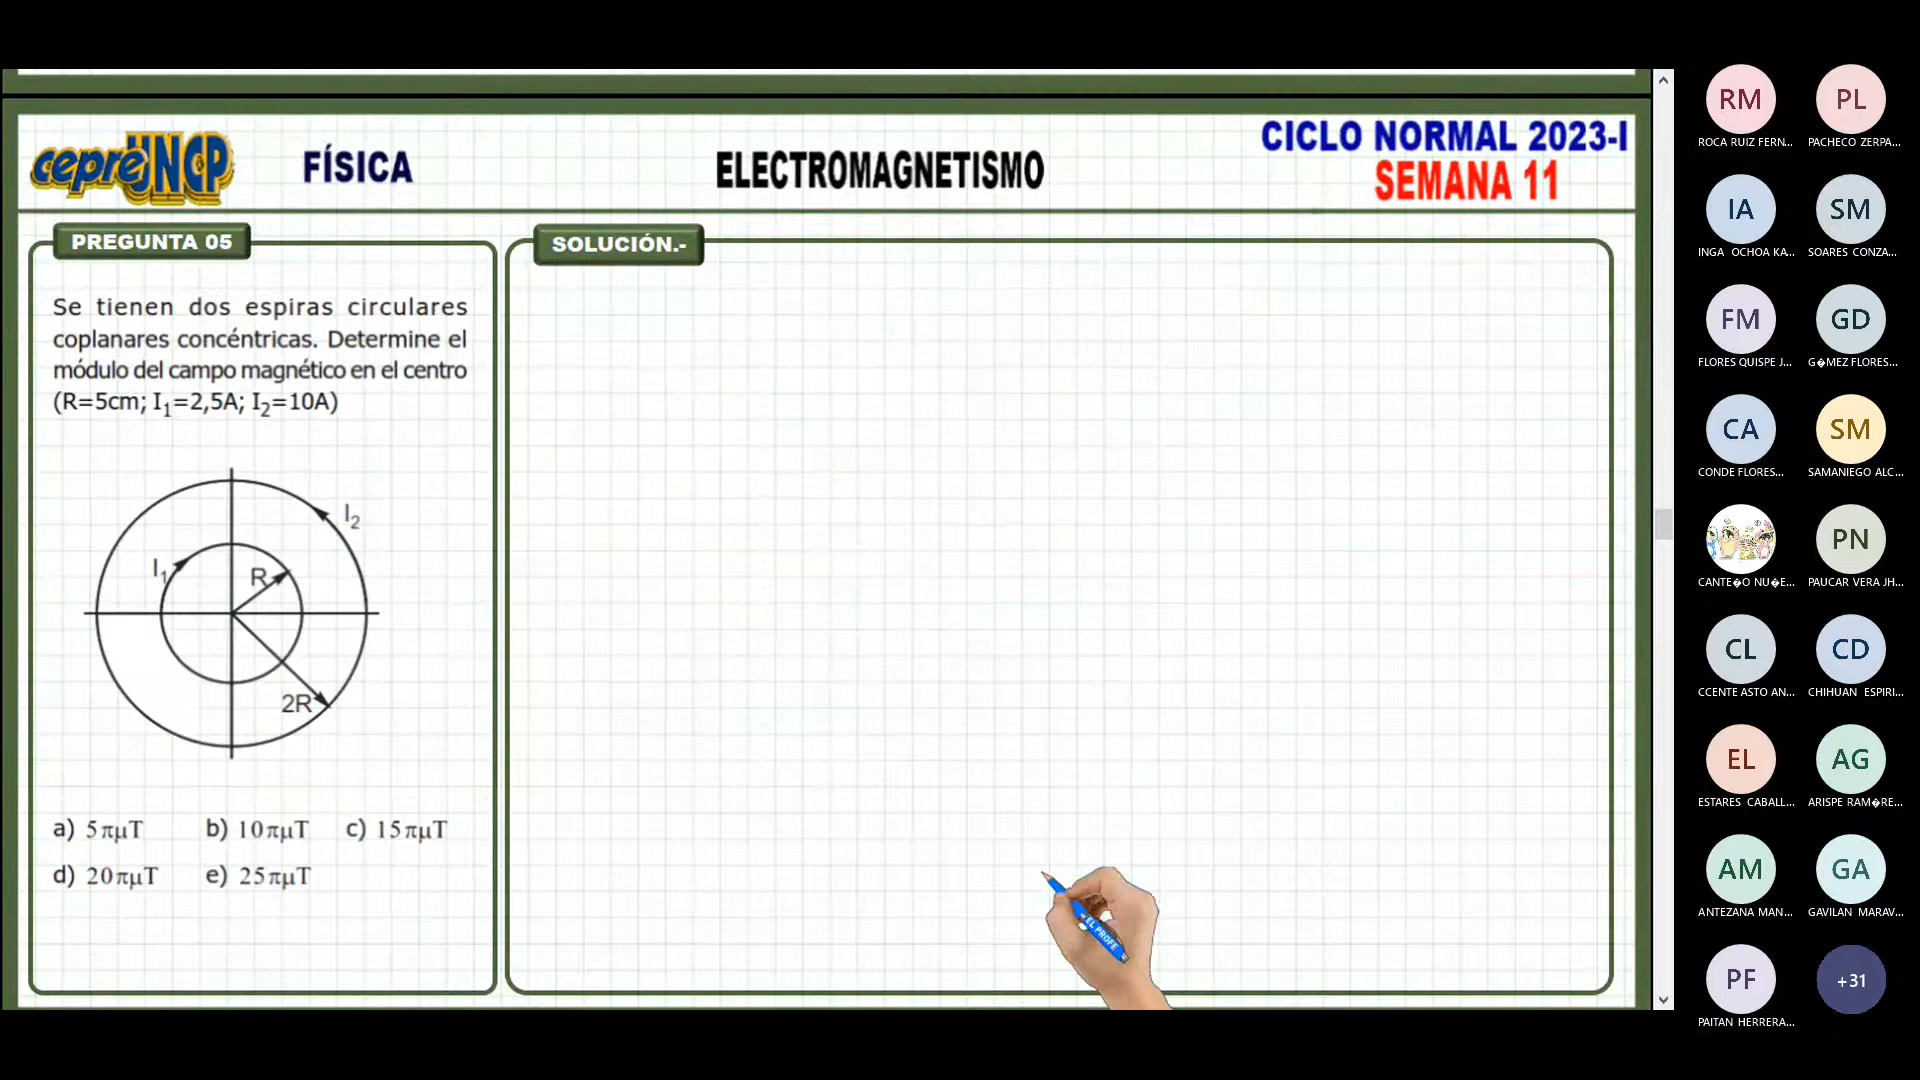 cepreUNCP
FÍSICA
ELECTROMAGNETISMO
CICLO NORMAL 2023-I
SEMANA 11
PREGUNTA 05
Se tienen dos espiras circulares
coplanares concéntricas. Determine el
módulo del campo magnético en el centro
(R=5cm; I₁=2,5A; I₂=10A)
I₂
I₁
R
2R
a) 5πµT b) 10πµT c) 15πµT
d) 20πµT e) 25πµT
SOLUCIÓN.-
EL PROFE
RM PL
ROCA RUIZ FERN... PACHECO ZERPA...
IA SM
INGA OCHOA KA... SOARES CONZA...
FM GD
FLORES QUISPE J... G�MEZ FLORES...
CA SM
CONDE FLORES... SAMANIEGO ALC...
PN
CANTE�O NU�E... PAUCAR VERA JH...
CL CD
CCENTE ASTO AN... CHIHUAN ESPIRI...
EL AG
ESTARES CABALL... ARISPE RAM�RE...
AM GA
ANTEZANA MAN... GAVILAN MARAV...
PF +31
PAITAN HERRERA...